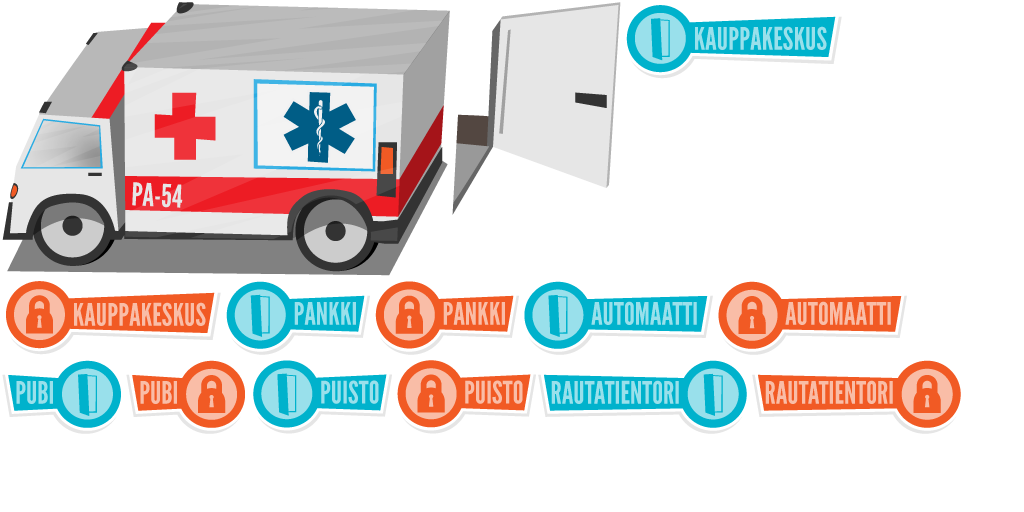 KAUPPAKESKUS
PA-54
KAUPPAKESKUS
PANKKI
PANKKI
AUTOMAATTI
AUTOMAATTI
PUBI
PUBI
PUISTO
PUISTO
RAUTATIENTORI
RAUTATIENTORI